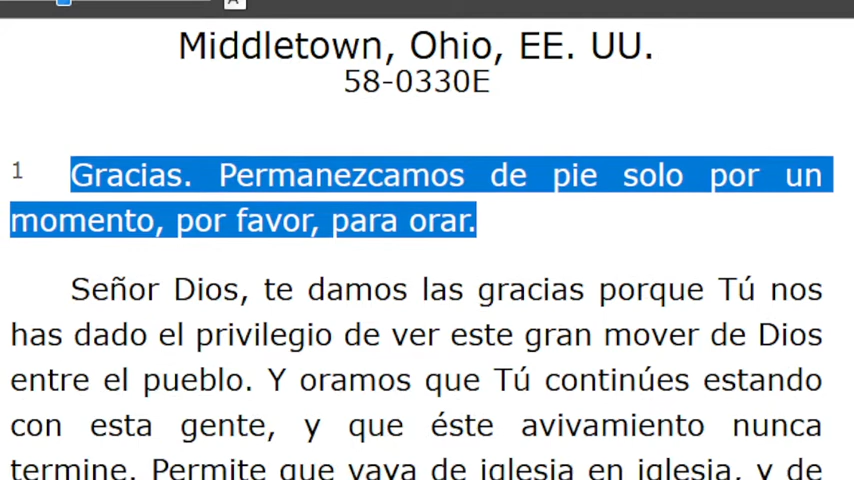 Middletown, Ohio, EE. UU.
58-0330E
1 Gracias. Permanezcamos de pie solo por un
momento, por favor, para orar.
Señor Dios, te damos las gracias porque Tú nos
has dado el privilegio de ver este gran mover de Dios
entre el pueblo. Y oramos que Tú continúes estando
con esta gente, y que éste avivamiento nunca
termine. Permite que vaya de iglesia en iglesia, y de